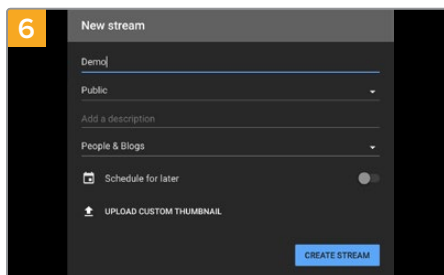 6
New stream
Demo
Public
Add a description
People & Blogs
Schedule for later
UPLOAD CUSTOM THUMBNAIL
CREATE STREAM